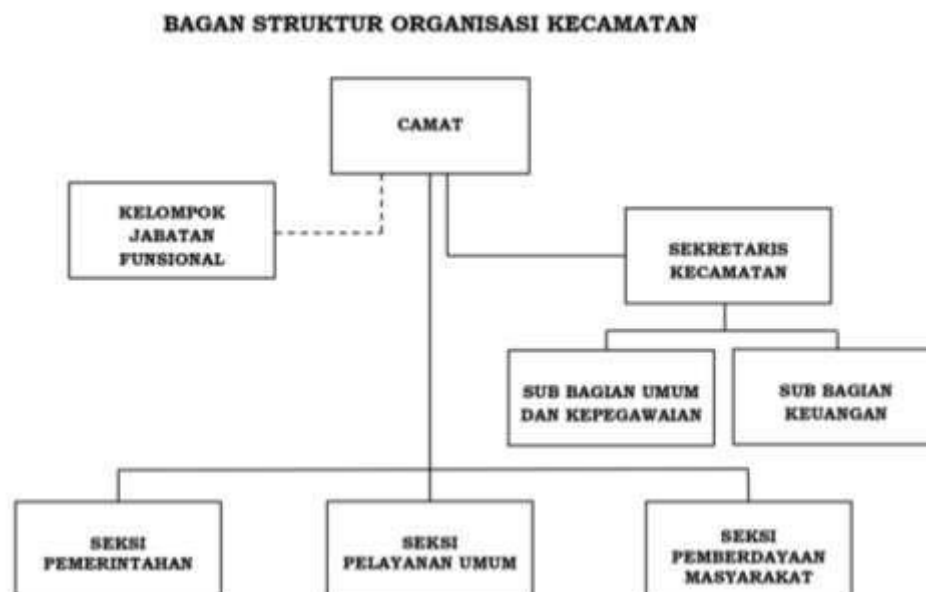 BAGAN STRUKTUR ORGANISASI KECAMATAN
CAMAT
KELOMPOK
JABATAN
FUNSIONAL
SEKRETARIS
KECAMATAN
SUB BAGIAN UMUM
DAN KEPEGAWAIAN
SUB BAGIAN
KEUANGAN
SEKSI
PEMERINTAHAN
SEKSI
PELAYANAN UMUM
SEKSI
PEMBERDAYAAN
MASYARAKAT